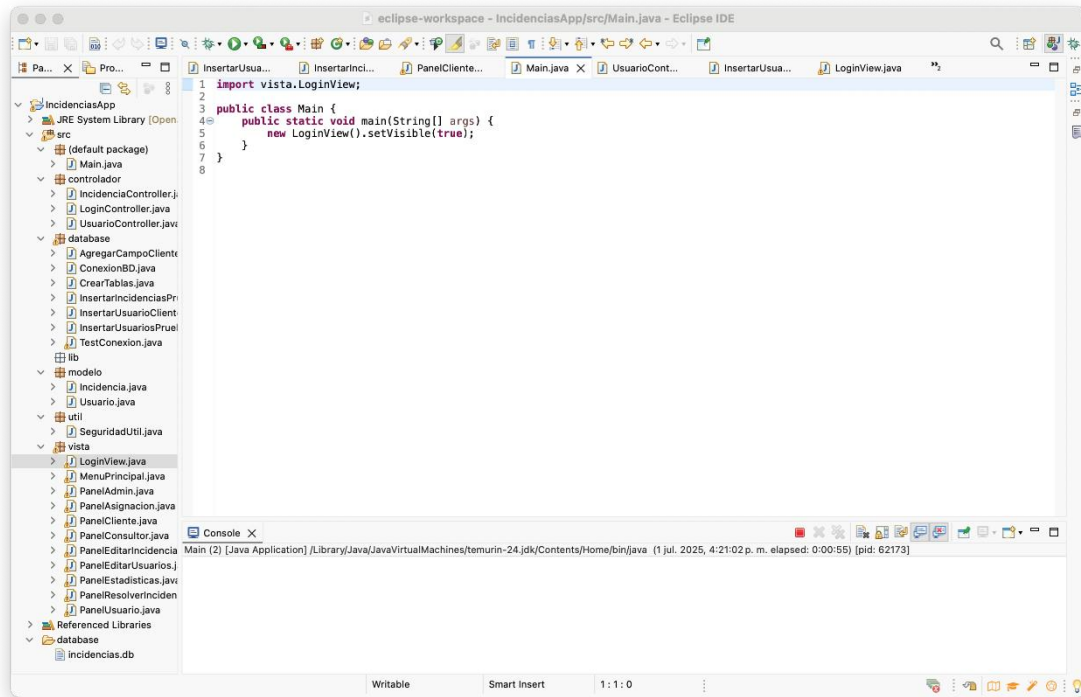 eclipse-workspace - IncidenciasApp/src/Main.java - Eclipse IDE
Pa... Pro...
InsertarUsua... InsertarInci... PanelCliente... Main.java UsuarioCont... InsertarUsua... LoginView.java "2
IncidenciasApp
JRE System Library [Open
src
(default package)
Main.java
controlador
IncidenciaController.j
LoginController.java
UsuarioController.java
database
AgregarCampoCliente
ConexionBD.java
CrearTablas.java
InsertarIncidenciasPr
InsertarUsuarioClient
InsertarUsuariosPruel
TestConexion.java
lib
modelo
Incidencia.java
Usuario.java
util
SeguridadUtil.java
vista
LoginView.java
MenuPrincipal.java
PanelAdmin.java
PanelAsignacion.java
PanelCliente.java
PanelConsultor.java
PanelEditarIncidencia
PanelEditarUsuarios.j
PanelEstadisticas.java
PanelResolverInciden
PanelUsuario.java
Referenced Libraries
database
incidencias.db
1 import vista.LoginView;
2
3 public class Main {
4 public static void main(String[] args) {
5 new LoginView().setVisible(true);
6 }
7 }
8
Console
Main (2) [Java Application] /Library/Java/JavaVirtualMachines/temurin-24.jdk/Contents/Home/bin/java (1 jul. 2025, 4:21:02 p. m. elapsed: 0:00:55) [pid: 62173]
Writable Smart Insert 1 : 1 : 0